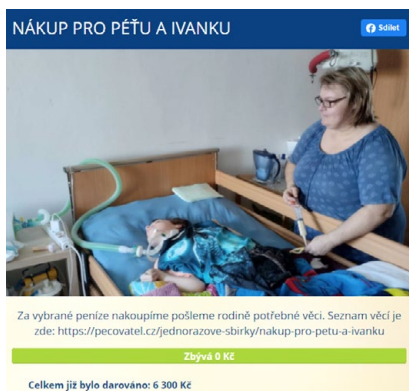 NÁKUP PRO PÉŤU A IVANKU
Sdílet
Za vybrané peníze nakoupíme pošleme rodině potřebné věci. Seznam věcí je
zde: https://pecovatel.cz/jednorazove-sbirky/nakup-pro-petu-a-ivanku
Zbývá 0 Kč
Celkem již bylo darováno: 6 300 Kč